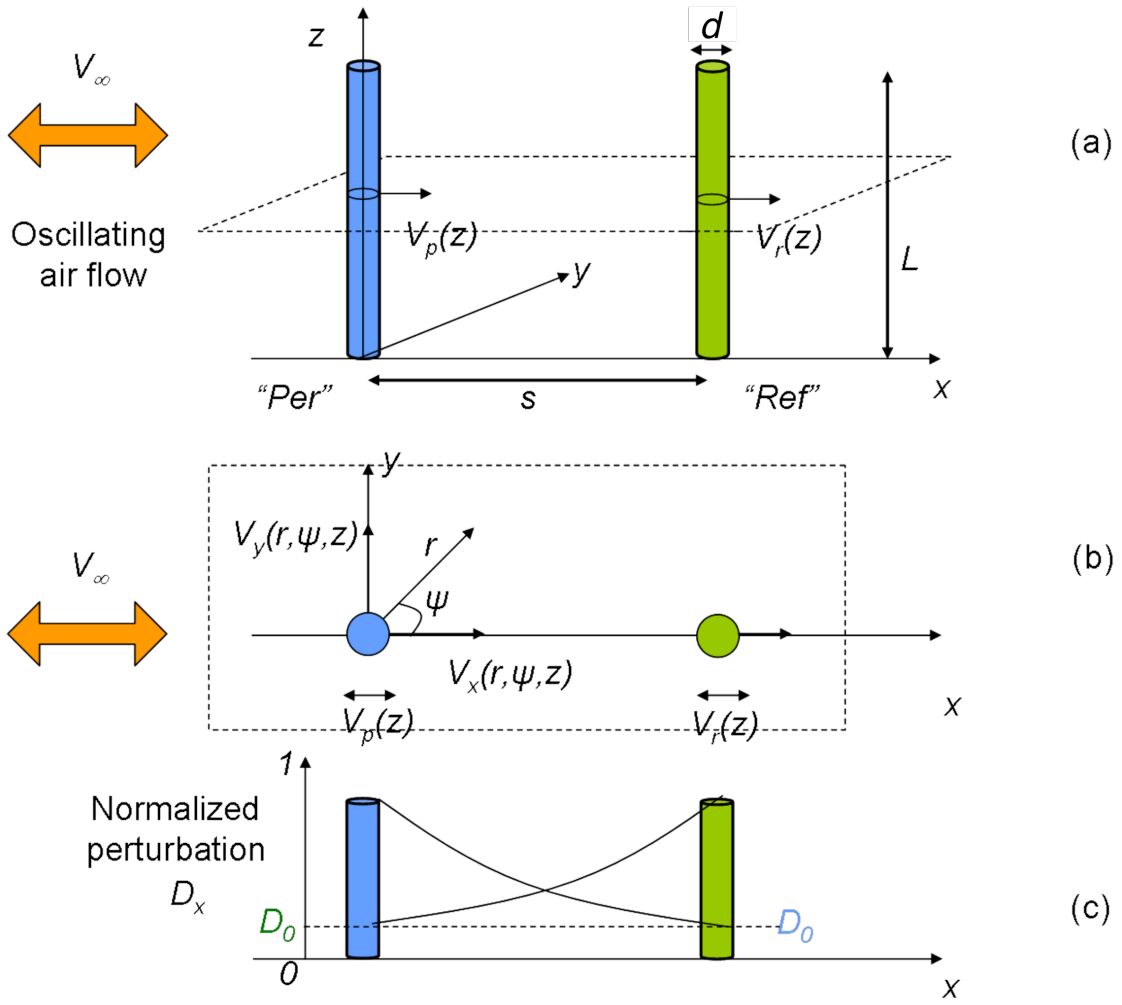 z
d
V∞
(a)
Oscillating
air flow
Vp(z)
Vr(z)
y
L
“Per”
s
“Ref”
x
y
Vy(r,ψ,z)
r
(b)
V∞
ψ
Vx(r,ψ,z)
Vp(z)
Vr(z)
x
1
Normalized
perturbation
Dx
(c)
D0
D0
0
x